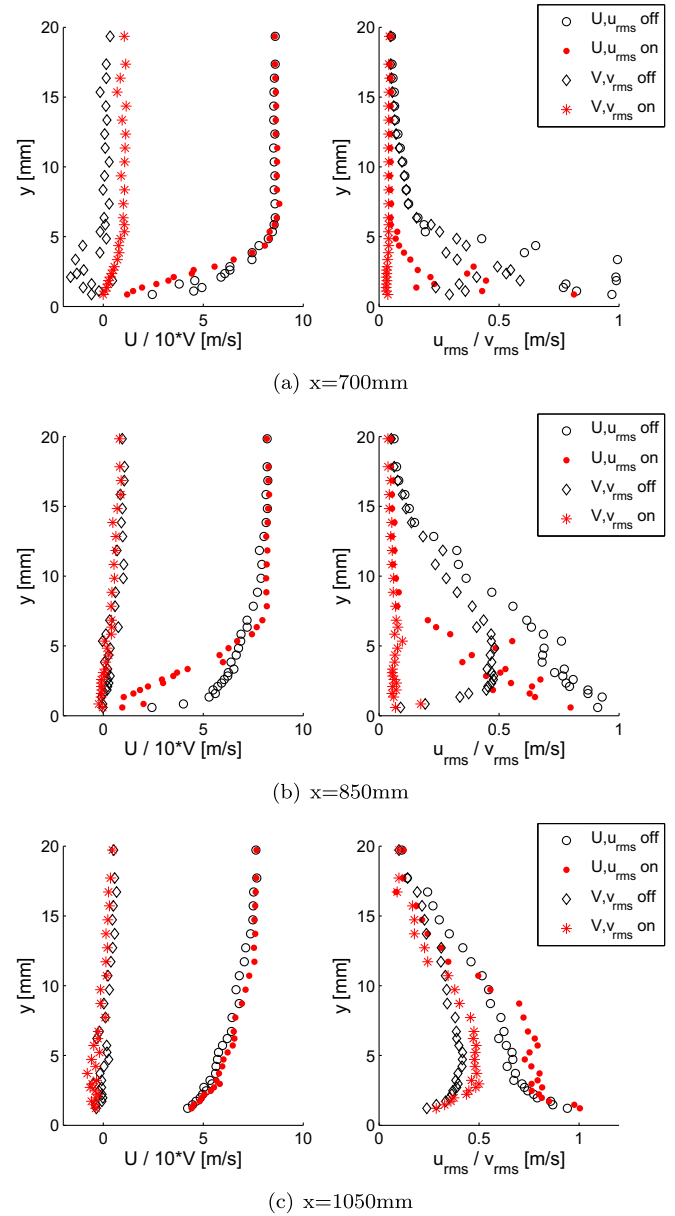 20
15
10
5
0
y [mm]
0
5
10
U / 10*V [m/s]
20
15
10
5
0
y [mm]
0
0.5
1
u_rms / v_rms [m/s]
U,u_rms off
U,u_rms on
V,v_rms off
V,v_rms on
(a) x=700mm
20
15
10
5
0
y [mm]
0
5
10
U / 10*V [m/s]
20
15
10
5
0
y [mm]
0
0.5
1
u_rms / v_rms [m/s]
U,u_rms off
U,u_rms on
V,v_rms off
V,v_rms on
(b) x=850mm
20
15
10
5
0
y [mm]
0
5
10
U / 10*V [m/s]
20
15
10
5
0
y [mm]
0
0.5
1
u_rms / v_rms [m/s]
U,u_rms off
U,u_rms on
V,v_rms off
V,v_rms on
(c) x=1050mm